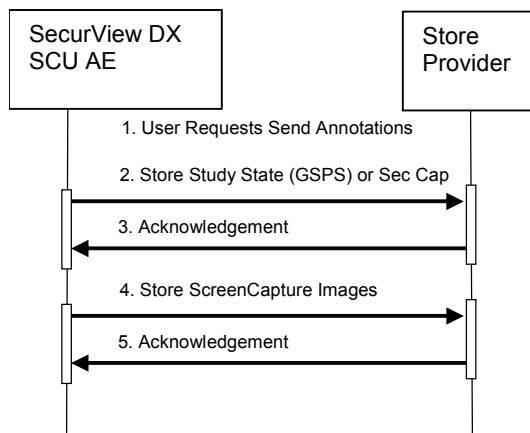 SecurView DX
SCU AE
Store
Provider
1. User Requests Send Annotations
2. Store Study State (GSPS) or Sec Cap
3. Acknowledgement
4. Store ScreenCapture Images
5. Acknowledgement